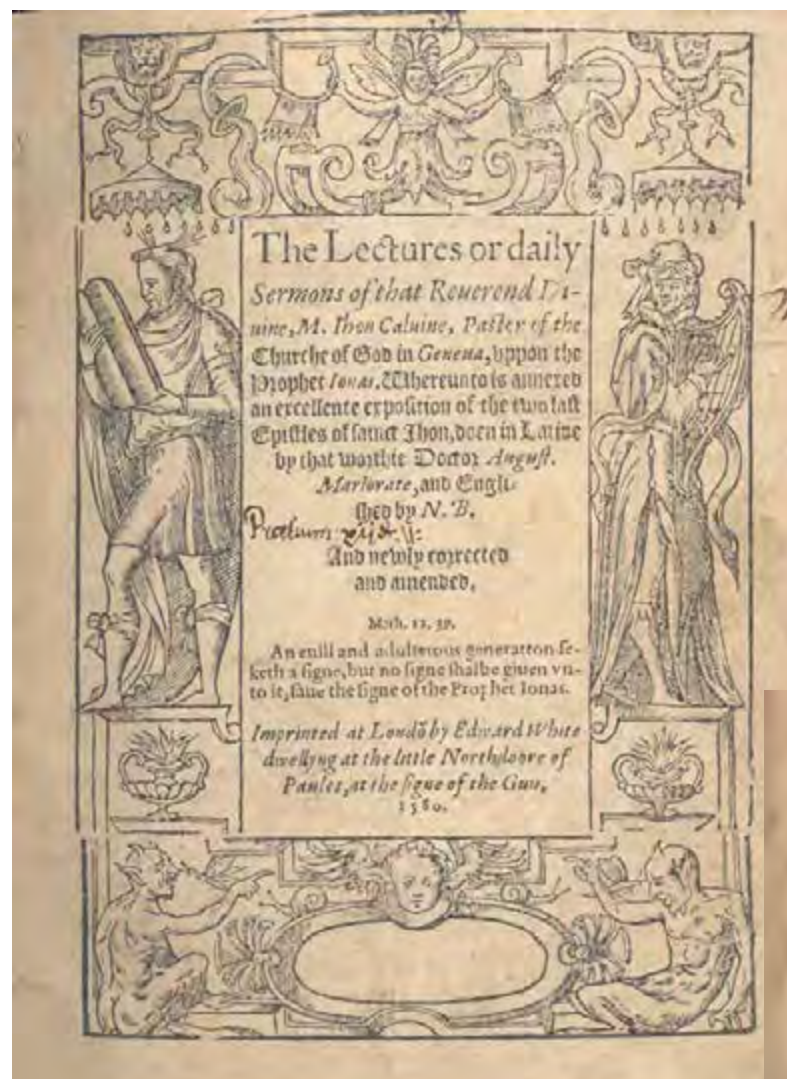 The Lectures or daily
Sermons of that Reuerend Di-
uine, M. Ihon Caluine, Paster of the
Churche of God in Geneua, vppon the
Prophet Ionas, Whereunto is annexed
an excellente exposition of the two last
Epistles of sainct Jhon, doen in Latine
by that worthie Doctor August.
Marlorate, and Engli-
shed by N. B.
And newly corrected
and amended.
Math. 12. 39.
An euill and adulterous generation se-
keth a signe, but no signe shalbe giuen vn-
to it, saue the signe of the Prophet Ionas.
Imprinted at Londō by Edward White
dwellyng at the little Northdoore of
Paules, at the signe of the Gun,
1580.